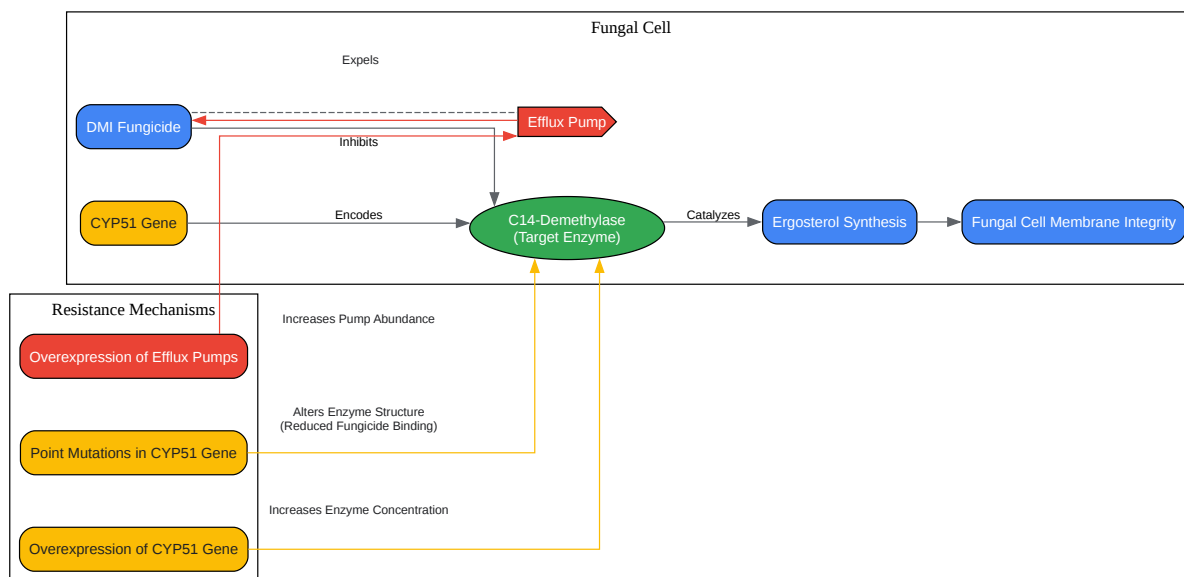 Fungal Cell
Expels
DMI Fungicide
Efflux Pump
Inhibits
CYP51 Gene
Encodes
C14-Demethylase
(Target Enzyme)
Catalyzes
Ergosterol Synthesis
Fungal Cell Membrane Integrity
Resistance Mechanisms
Increases Pump Abundance
Overexpression of Efflux Pumps
Alters Enzyme Structure
(Reduced Fungicide Binding)
Point Mutations in CYP51 Gene
Increases Enzyme Concentration
Overexpression of CYP51 Gene